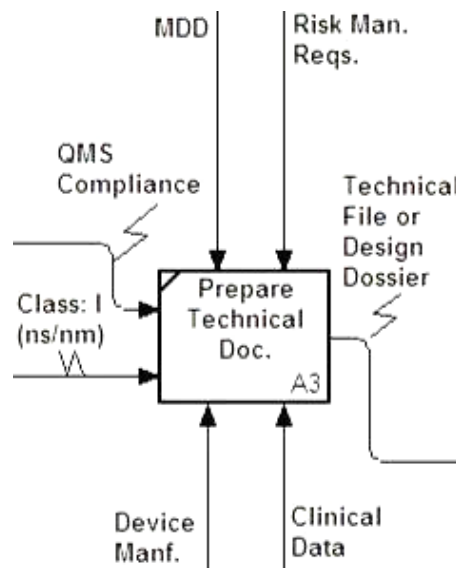 MDD
Risk Man.
Reqs.
QMS
Compliance
Technical
File or
Design
Dossier
Class: I
(ns/nm)
Prepare
Technical
Doc.
A3
Device
Manf.
Clinical
Data